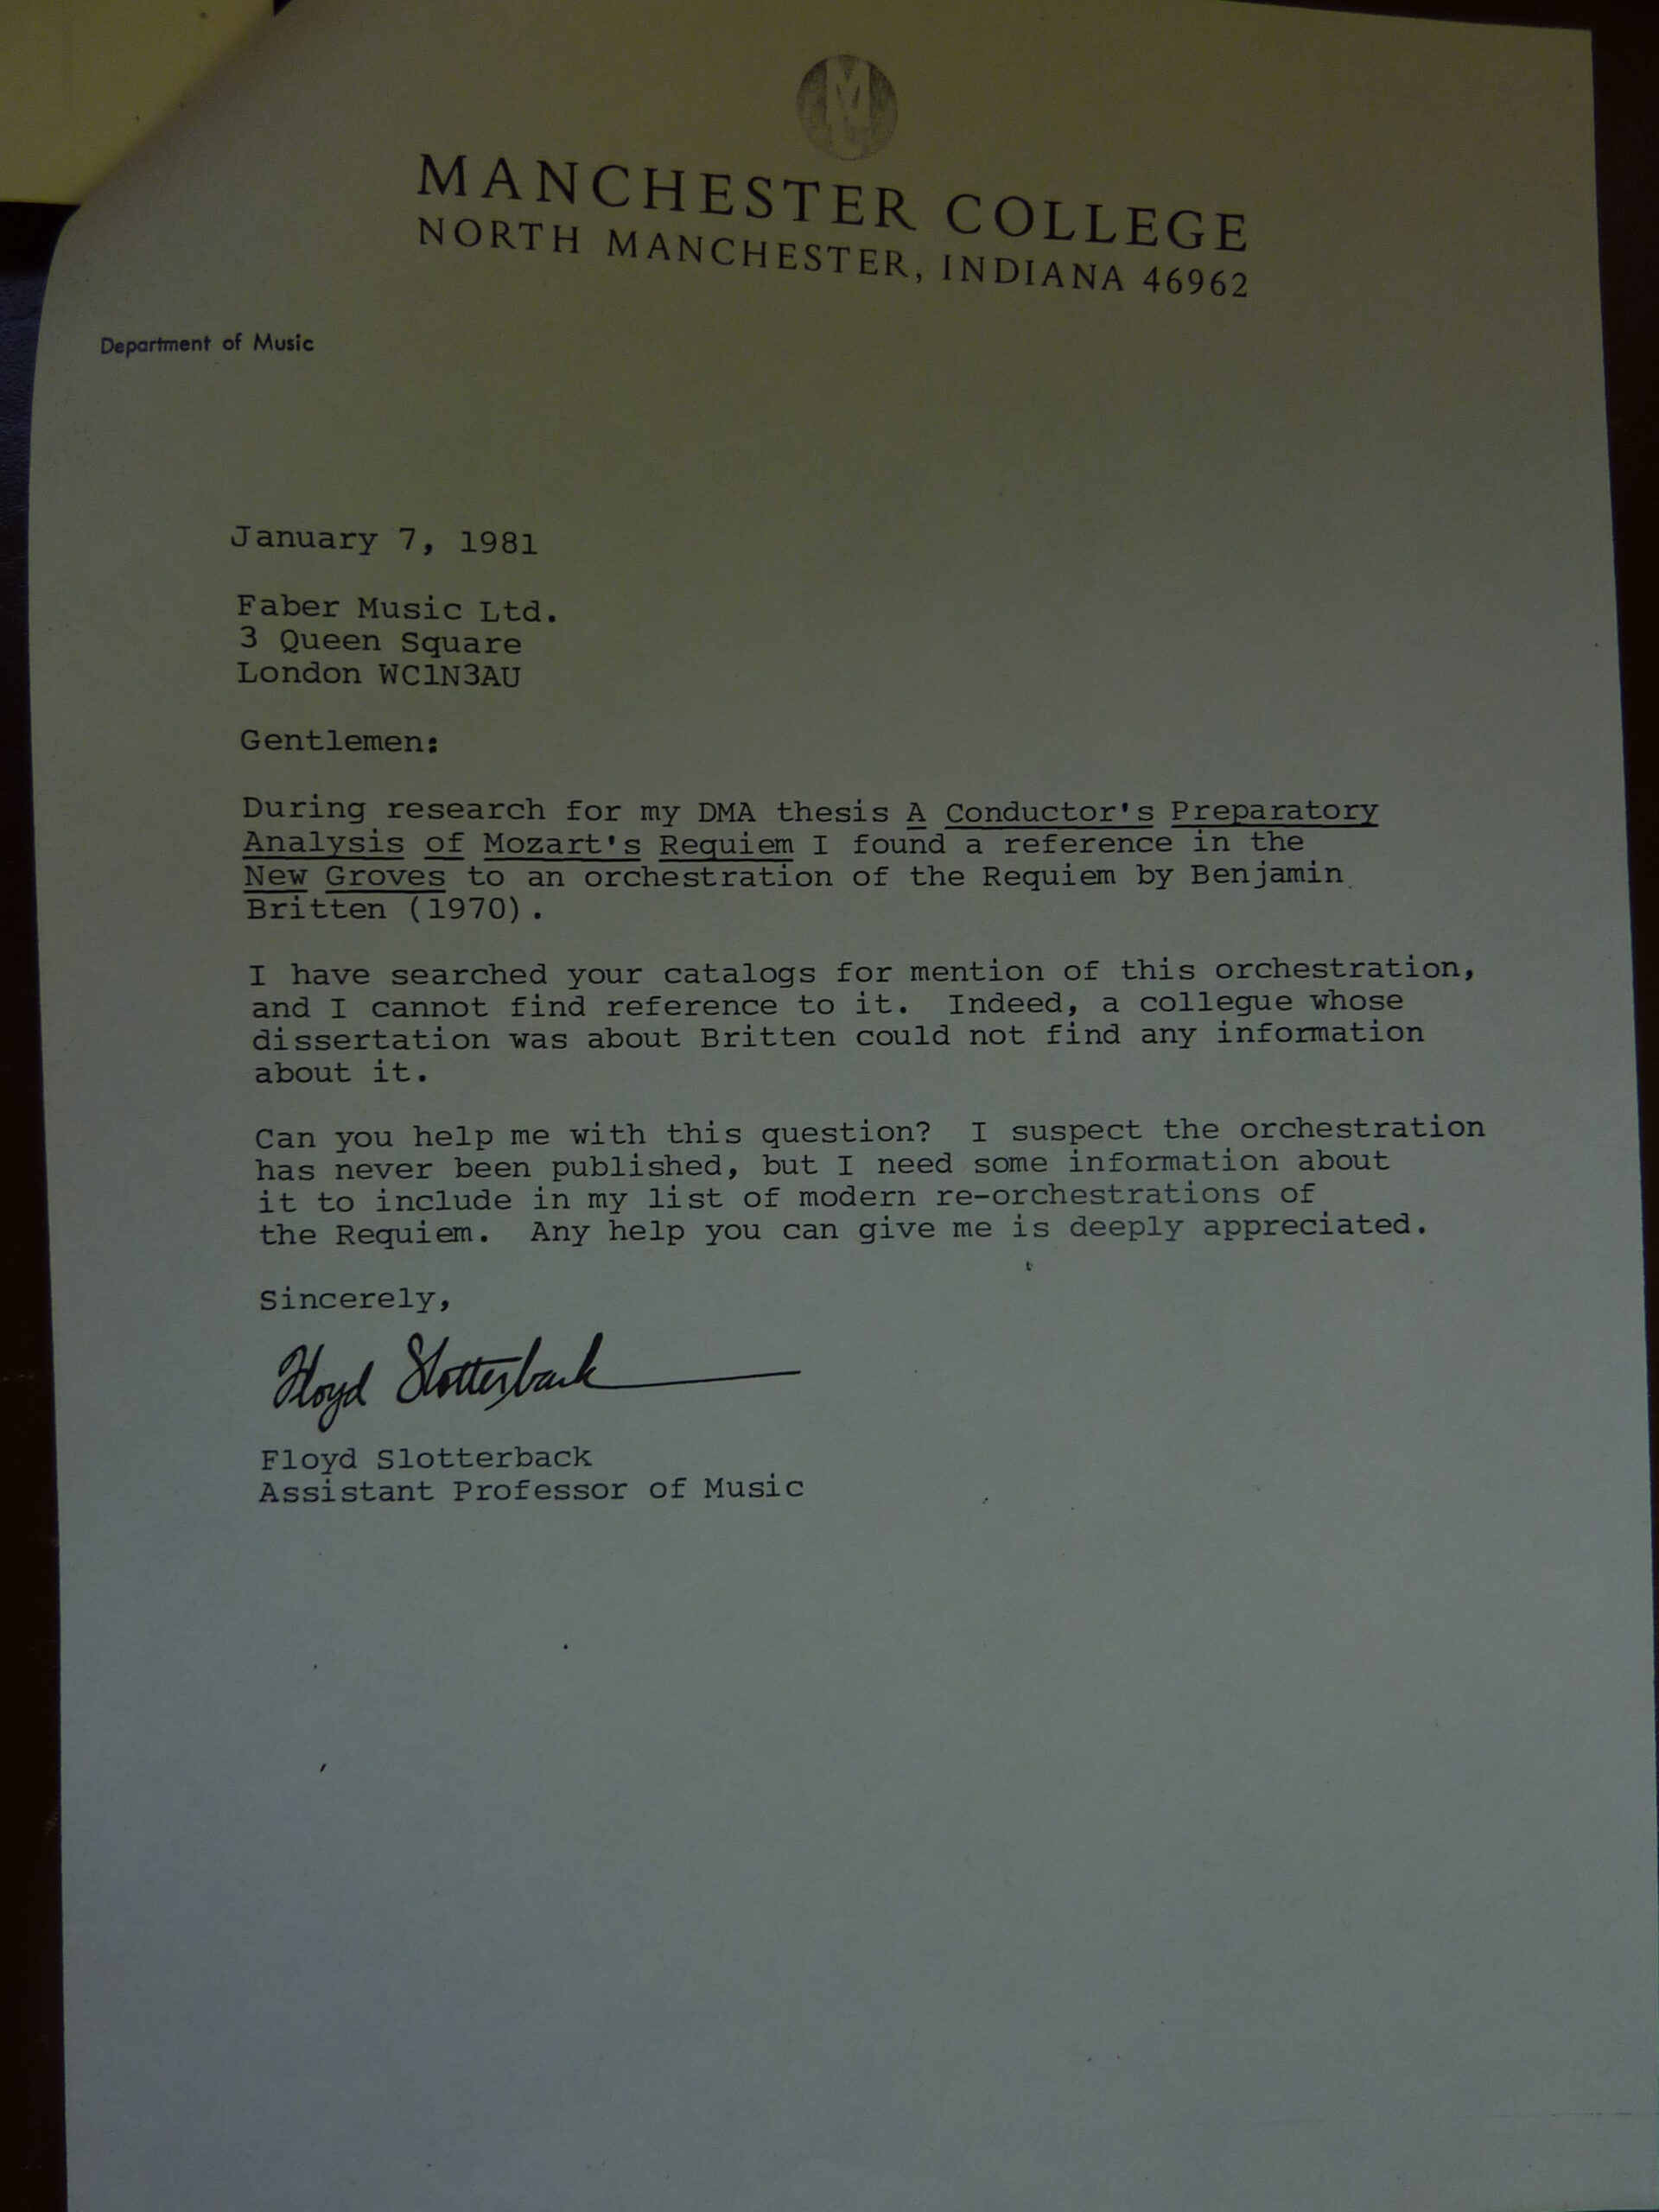 MC
MANCHESTER COLLEGE
NORTH MANCHESTER, INDIANA 46962
Department of Music
January 7, 1981
Faber Music Ltd.
3 Queen Square
London WC1N3AU
Gentlemen:
During research for my DMA thesis A Conductor's Preparatory
Analysis of Mozart's Requiem I found a reference in the
New Groves to an orchestration of the Requiem by Benjamin
Britten (1970).
I have searched your catalogs for mention of this orchestration,
and I cannot find reference to it. Indeed, a collegue whose
dissertation was about Britten could not find any information
about it.
Can you help me with this question? I suspect the orchestration
has never been published, but I need some information about
it to include in my list of modern re-orchestrations of
the Requiem. Any help you can give me is deeply appreciated.
Sincerely,
Floyd Slotterback
Floyd Slotterback
Assistant Professor of Music